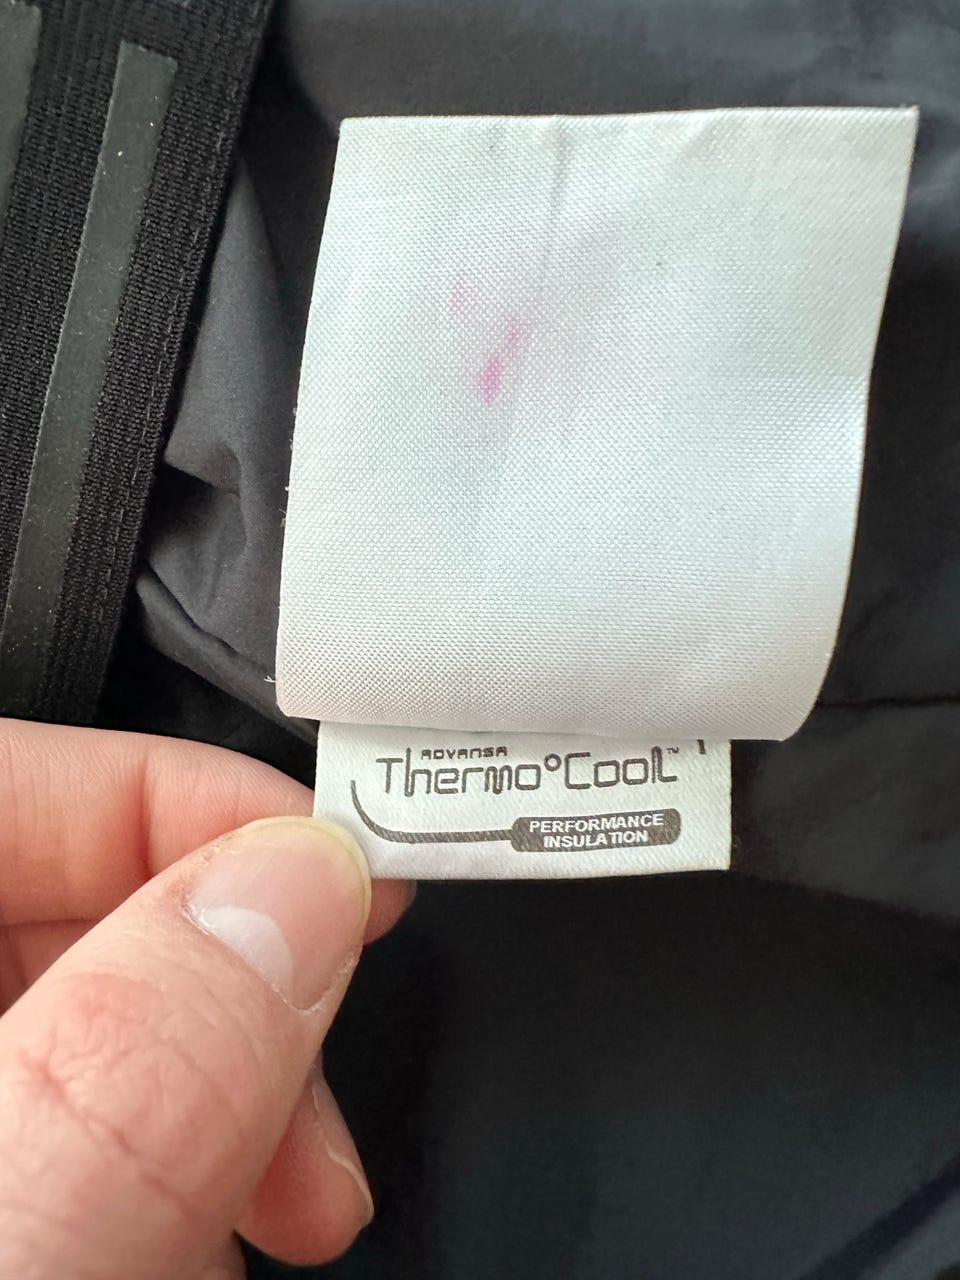 ADVANSA
Thermo°Cool™
PERFORMANCE
INSULATION